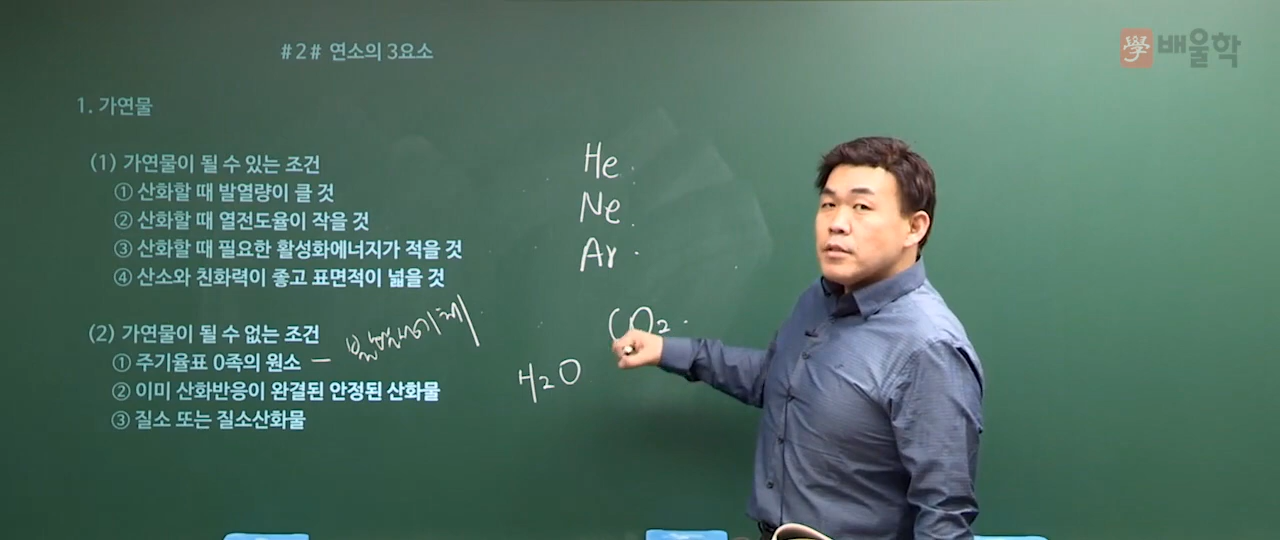 #2# 연소의 3요소
學 배울학
1. 가연물
(1) 가연물이 될 수 있는 조건
① 산화할 때 발열량이 클 것
② 산화할 때 열전도율이 작을 것
③ 산화할 때 필요한 활성화에너지가 적을 것
④ 산소와 친화력이 좋고 표면적이 넓을 것
He
Ne
Ar
(2) 가연물이 될 수 없는 조건
① 주기율표 0족의 원소 —
② 이미 산화반응이 완결된 안정된 산화물
③ 질소 또는 질소산화물
CO₂
H₂O